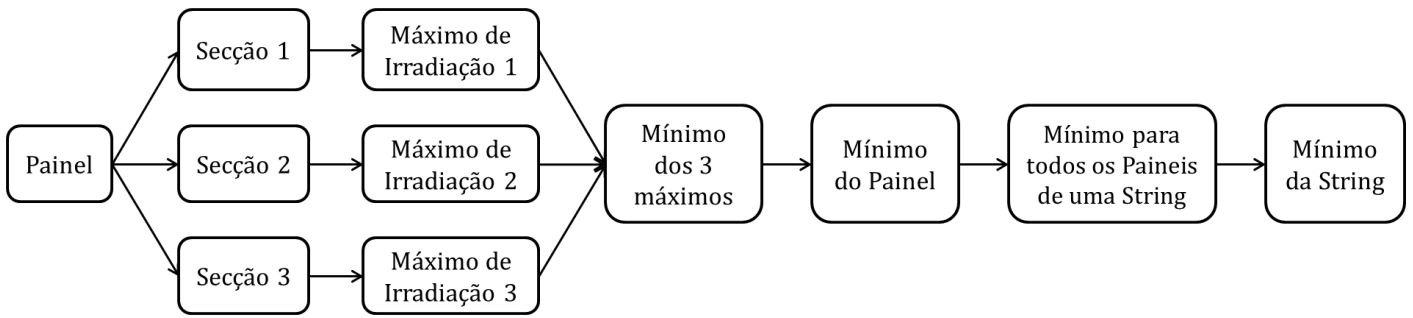 Painel
Secção 1
Máximo de
Irradiação 1
Secção 2
Máximo de
Irradiação 2
Secção 3
Máximo de
Irradiação 3
Mínimo
dos 3
máximos
Mínimo
do Painel
Mínimo para
todos os Paineis
de uma String
Mínimo
da String